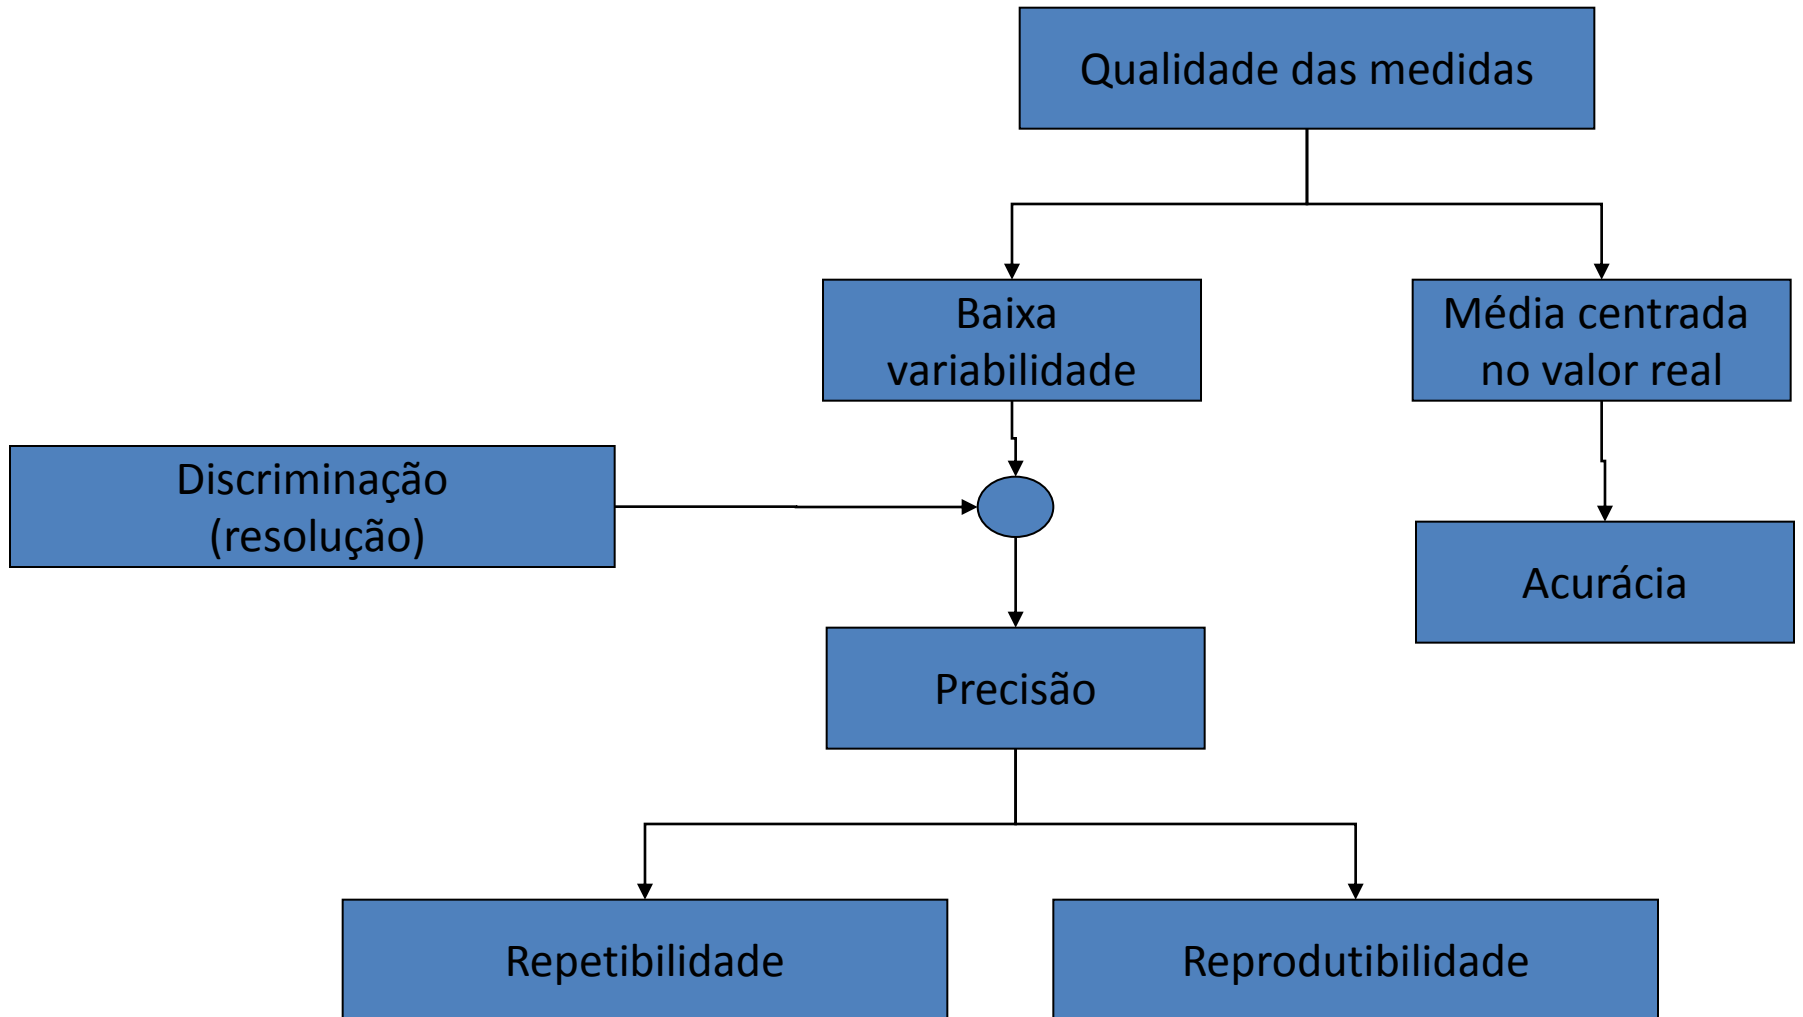 Qualidade das medidas
Baixa
variabilidade
Média centrada
no valor real
Discriminação
(resolução)
Acurácia
Precisão
Repetibilidade
Reprodutibilidade